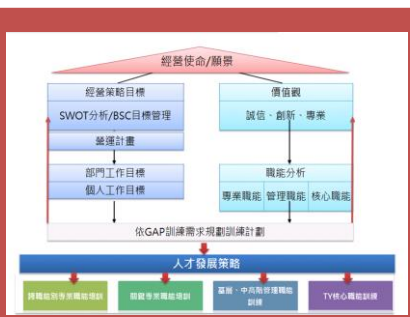 經營使命/願景
經營策略目標
價值觀
SWOT分析/BSC目標管理
誠信、創新、專業
營運計畫
部門工作目標
職能分析
個人工作目標
專業職能 管理職能 核心職能
依GAP訓練需求規劃訓練計劃
人才發展策略
跨職能別專業職能培訓
關鍵專業職能培訓
基層、中高階管理職能
訓練
TY核心職能訓練